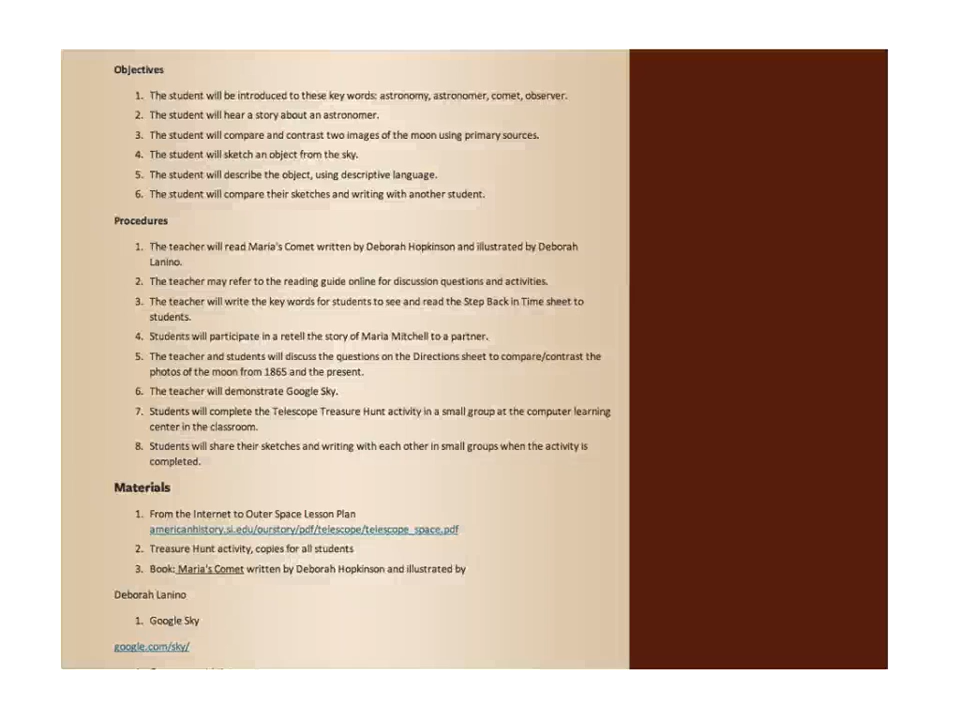 Objectives
1. The student will be introduced to these key words: astronomy, astronomer, comet, observer.
2. The student will hear a story about an astronomer.
3. The student will compare and contrast two images of the moon using primary sources.
4. The student will sketch an object from the sky.
5. The student will describe the object, using descriptive language.
6. The student will compare their sketches and writing with another student.
Procedures
1. The teacher will read Maria's Comet written by Deborah Hopkinson and illustrated by Deborah
Lanino.
2. The teacher may refer to the reading guide online for discussion questions and activities.
3. The teacher will write the key words for students to see and read the Step Back in Time sheet to
students.
4. Students will participate in a retell the story of Maria Mitchell to a partner.
5. The teacher and students will discuss the questions on the Directions sheet to compare/contrast the
photos of the moon from 1865 and the present.
6. The teacher will demonstrate Google Sky.
7. Students will complete the Telescope Treasure Hunt activity in a small group at the computer learning
center in the classroom.
8. Students will share their sketches and writing with each other in small groups when the activity is
completed.
Materials
1. From the Internet to Outer Space Lesson Plan
americanhistory.si.edu/ourstory/pdf/telescope/telescope_space.pdf
2. Treasure Hunt activity, copies for all students
3. Book: Maria's Comet written by Deborah Hopkinson and illustrated by
Deborah Lanino
1. Google Sky
google.com/sky/